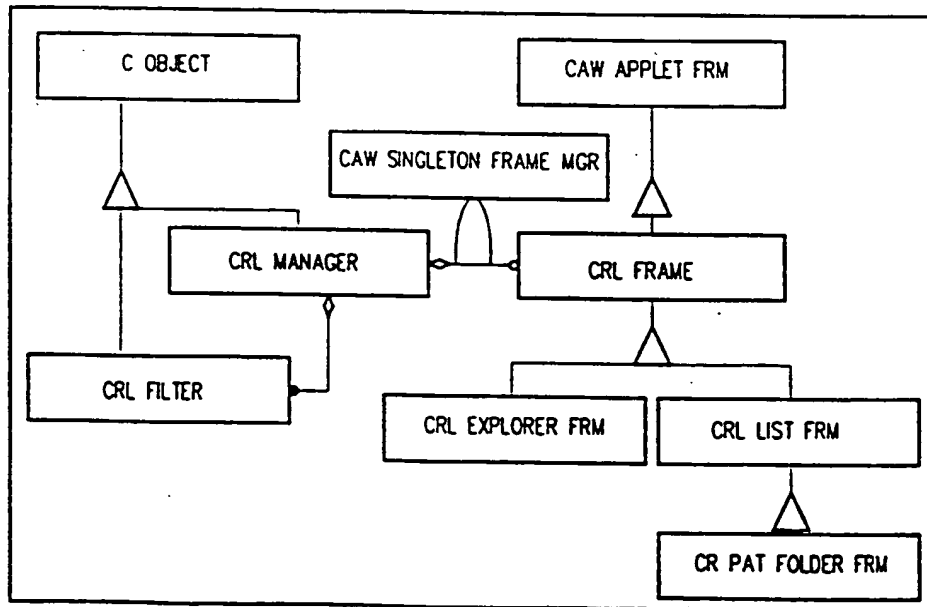 C OBJECT
CAW APPLET FRM
CAW SINGLETON FRAME MGR
CRL MANAGER
CRL FRAME
CRL FILTER
CRL EXPLORER FRM
CRL LIST FRM
CR PAT FOLDER FRM